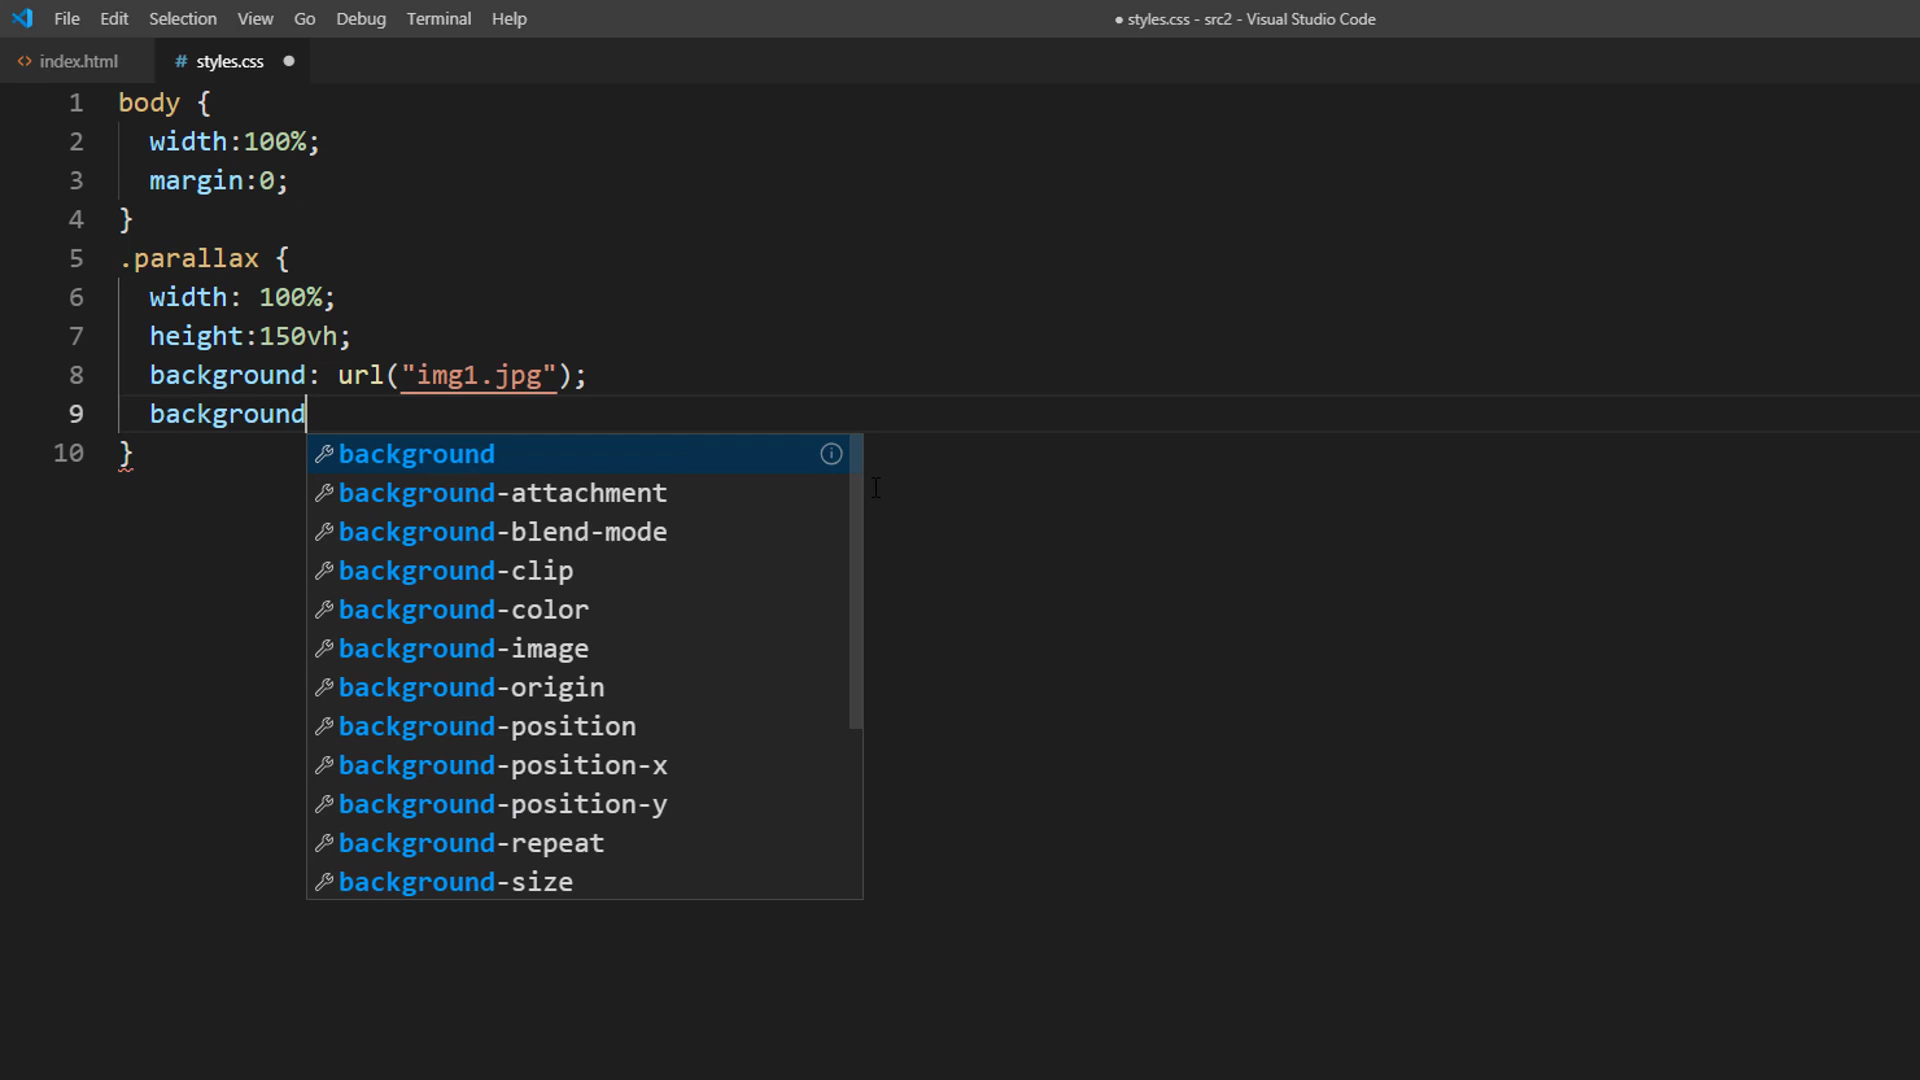 File Edit Selection View Go Debug Terminal Help
● styles.css - src2 - Visual Studio Code
<> index.html
# styles.css ●
1 body {
2 width:100%;
3 margin:0;
4 }
5 .parallax {
6 width: 100%;
7 height:150vh;
8 background: url("img1.jpg");
9 background
10 }
background
background-attachment
background-blend-mode
background-clip
background-color
background-image
background-origin
background-position
background-position-x
background-position-y
background-repeat
background-size